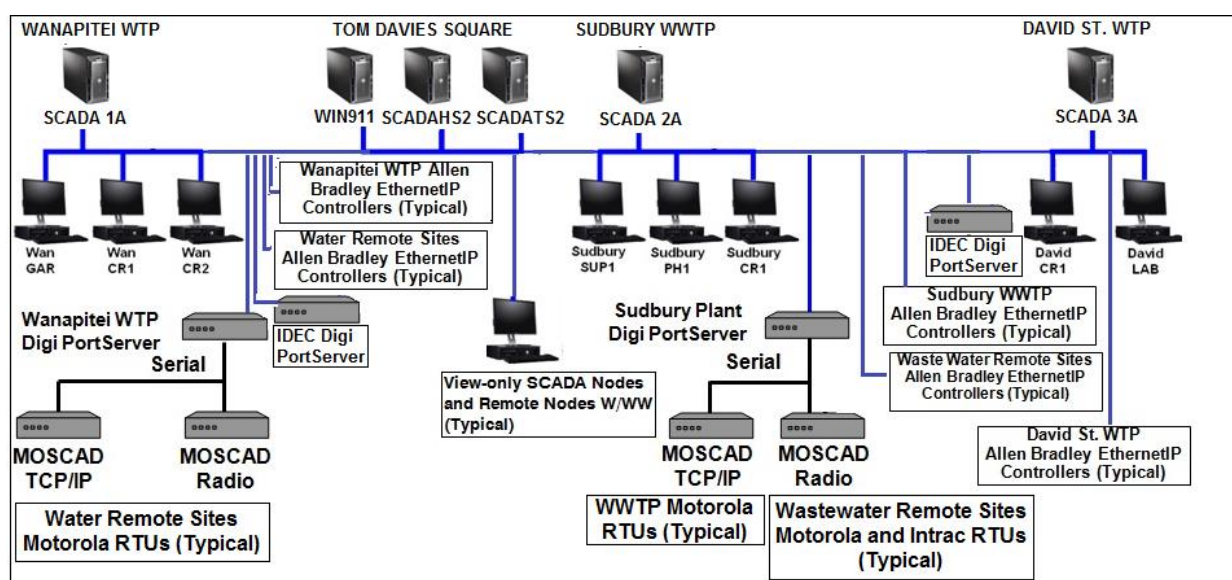 WANAPITEI WTP
TOM DAVIES SQUARE
SUDBURY WWTP
DAVID ST. WTP
SCADA 1A
WIN911
SCADAHS2
SCADATS2
SCADA 2A
SCADA 3A
Wanapitei WTP Allen
Bradley EthernetIP
Controllers (Typical)
Water Remote Sites
Allen Bradley EthernetIP
Controllers (Typical)
Wan
GAR
Wan
CR1
Wan
CR2
Sudbury
SUP1
Sudbury
PH1
Sudbury
CR1
IDEC Digi
PortServer
David
CR1
David
LAB
Wanapitei WTP
Digi PortServer
IDEC Digi
PortServer
Sudbury Plant
Digi PortServer
Sudbury WWTP
Allen Bradley EthernetIP
Controllers (Typical)
Serial
Serial
Waste Water Remote Sites
Allen Bradley EthernetIP
Controllers (Typical)
View-only SCADA Nodes
and Remote Nodes W/WW
(Typical)
David St. WTP
Allen Bradley EthernetIP
Controllers (Typical)
MOSCAD
TCP/IP
MOSCAD
Radio
MOSCAD
TCP/IP
MOSCAD
Radio
Water Remote Sites
Motorola RTUs (Typical)
WWTP Motorola
RTUs (Typical)
Wastewater Remote Sites
Motorola and Intrac RTUs
(Typical)